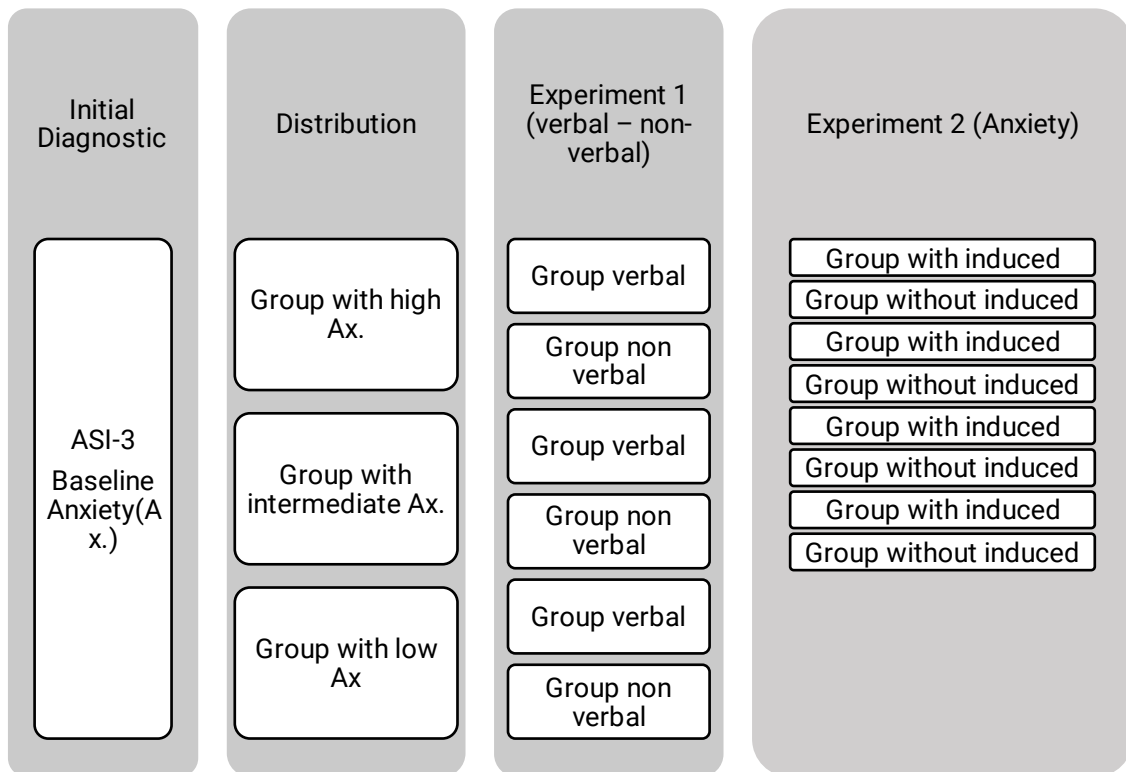 Initial
Diagnostic
Distribution
Experiment 1
(verbal – non-
verbal)
Experiment 2 (Anxiety)
ASI-3
Baseline
Anxiety(A
x.)
Group with high
Ax.
Group with
intermediate Ax.
Group with low
Ax
Group verbal
Group non
verbal
Group verbal
Group non
verbal
Group verbal
Group non
verbal
Group with induced
Group without induced
Group with induced
Group without induced
Group with induced
Group without induced
Group with induced
Group without induced